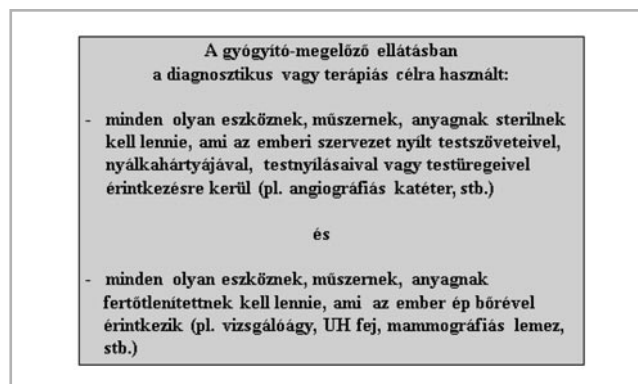 A gyógyító-megelőző ellátásban
a diagnosztikus vagy terápiás célra használt:
- minden olyan eszköznek, műszernek, anyagnak sterilnek
kell lennie, ami az emberi szervezet nyílt testszöveteivel,
nyálkahártyájával, testnyílásaival vagy testüregeivel
érintkezésre kerül (pl. angiográfiás katéter, stb.)
és
- minden olyan eszköznek, műszernek, anyagnak
fertőtlenítettnek kell lennie, ami az ember ép bőrével
érintkezik (pl. vizsgálóágy, UH fej, mammográfiás lemez,
stb.)